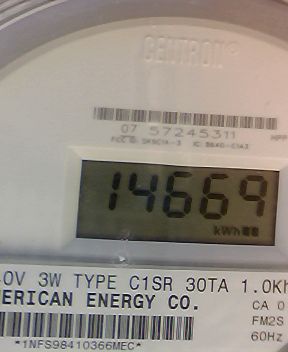 CENTRON®
07 57245311
14669
kWh
0V 3W TYPE C1SR 30TA 1.0Kh
ERICAN ENERGY CO.
CA 0
FM2S
60Hz
*1NFS98410366MEC*